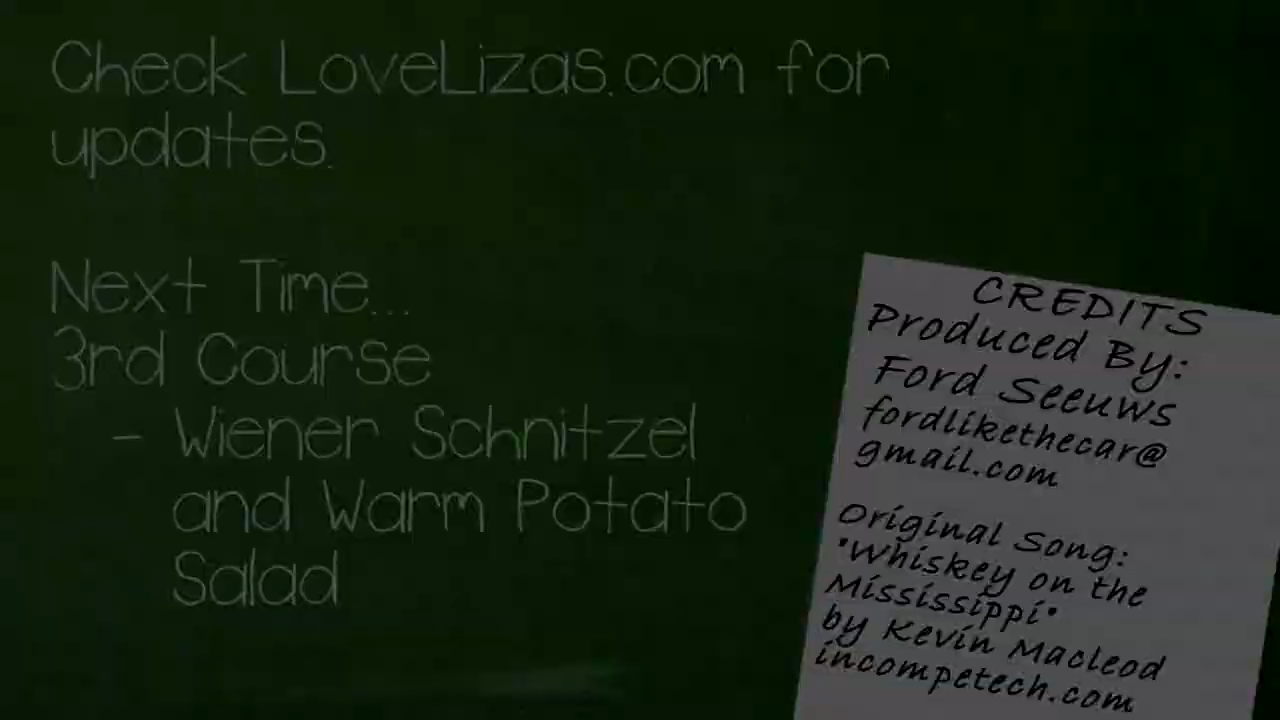 Check LoveLizas.com for
updates.
Next Time...
3rd Course
- Wiener Schnitzel
and Warm Potato
Salad
CREDITS
Produced By:
Ford Seeuws
fordlikethecar@
gmail.com
Original Song:
"Whiskey on the
Mississippi"
by Kevin Macleod
incompetech.com